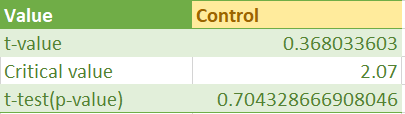 Value Control
t-value 0.368033603
Critical value 2.07
t-test(p-value) 0.704328666908046